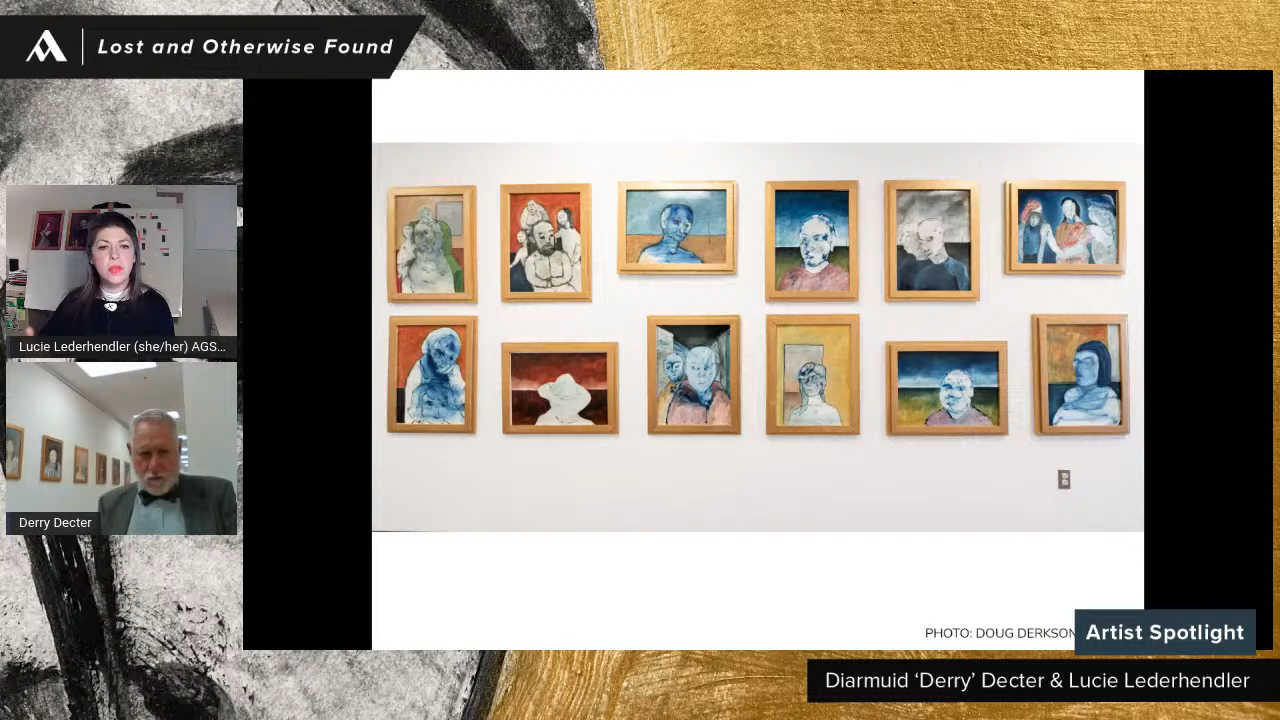 Lost and Otherwise Found
Lucie Lederhendler (she/her) AGS...
Derry Decter
PHOTO: DOUG DERKSON
Artist Spotlight
Diarmuid ‘Derry’ Decter & Lucie Lederhendler